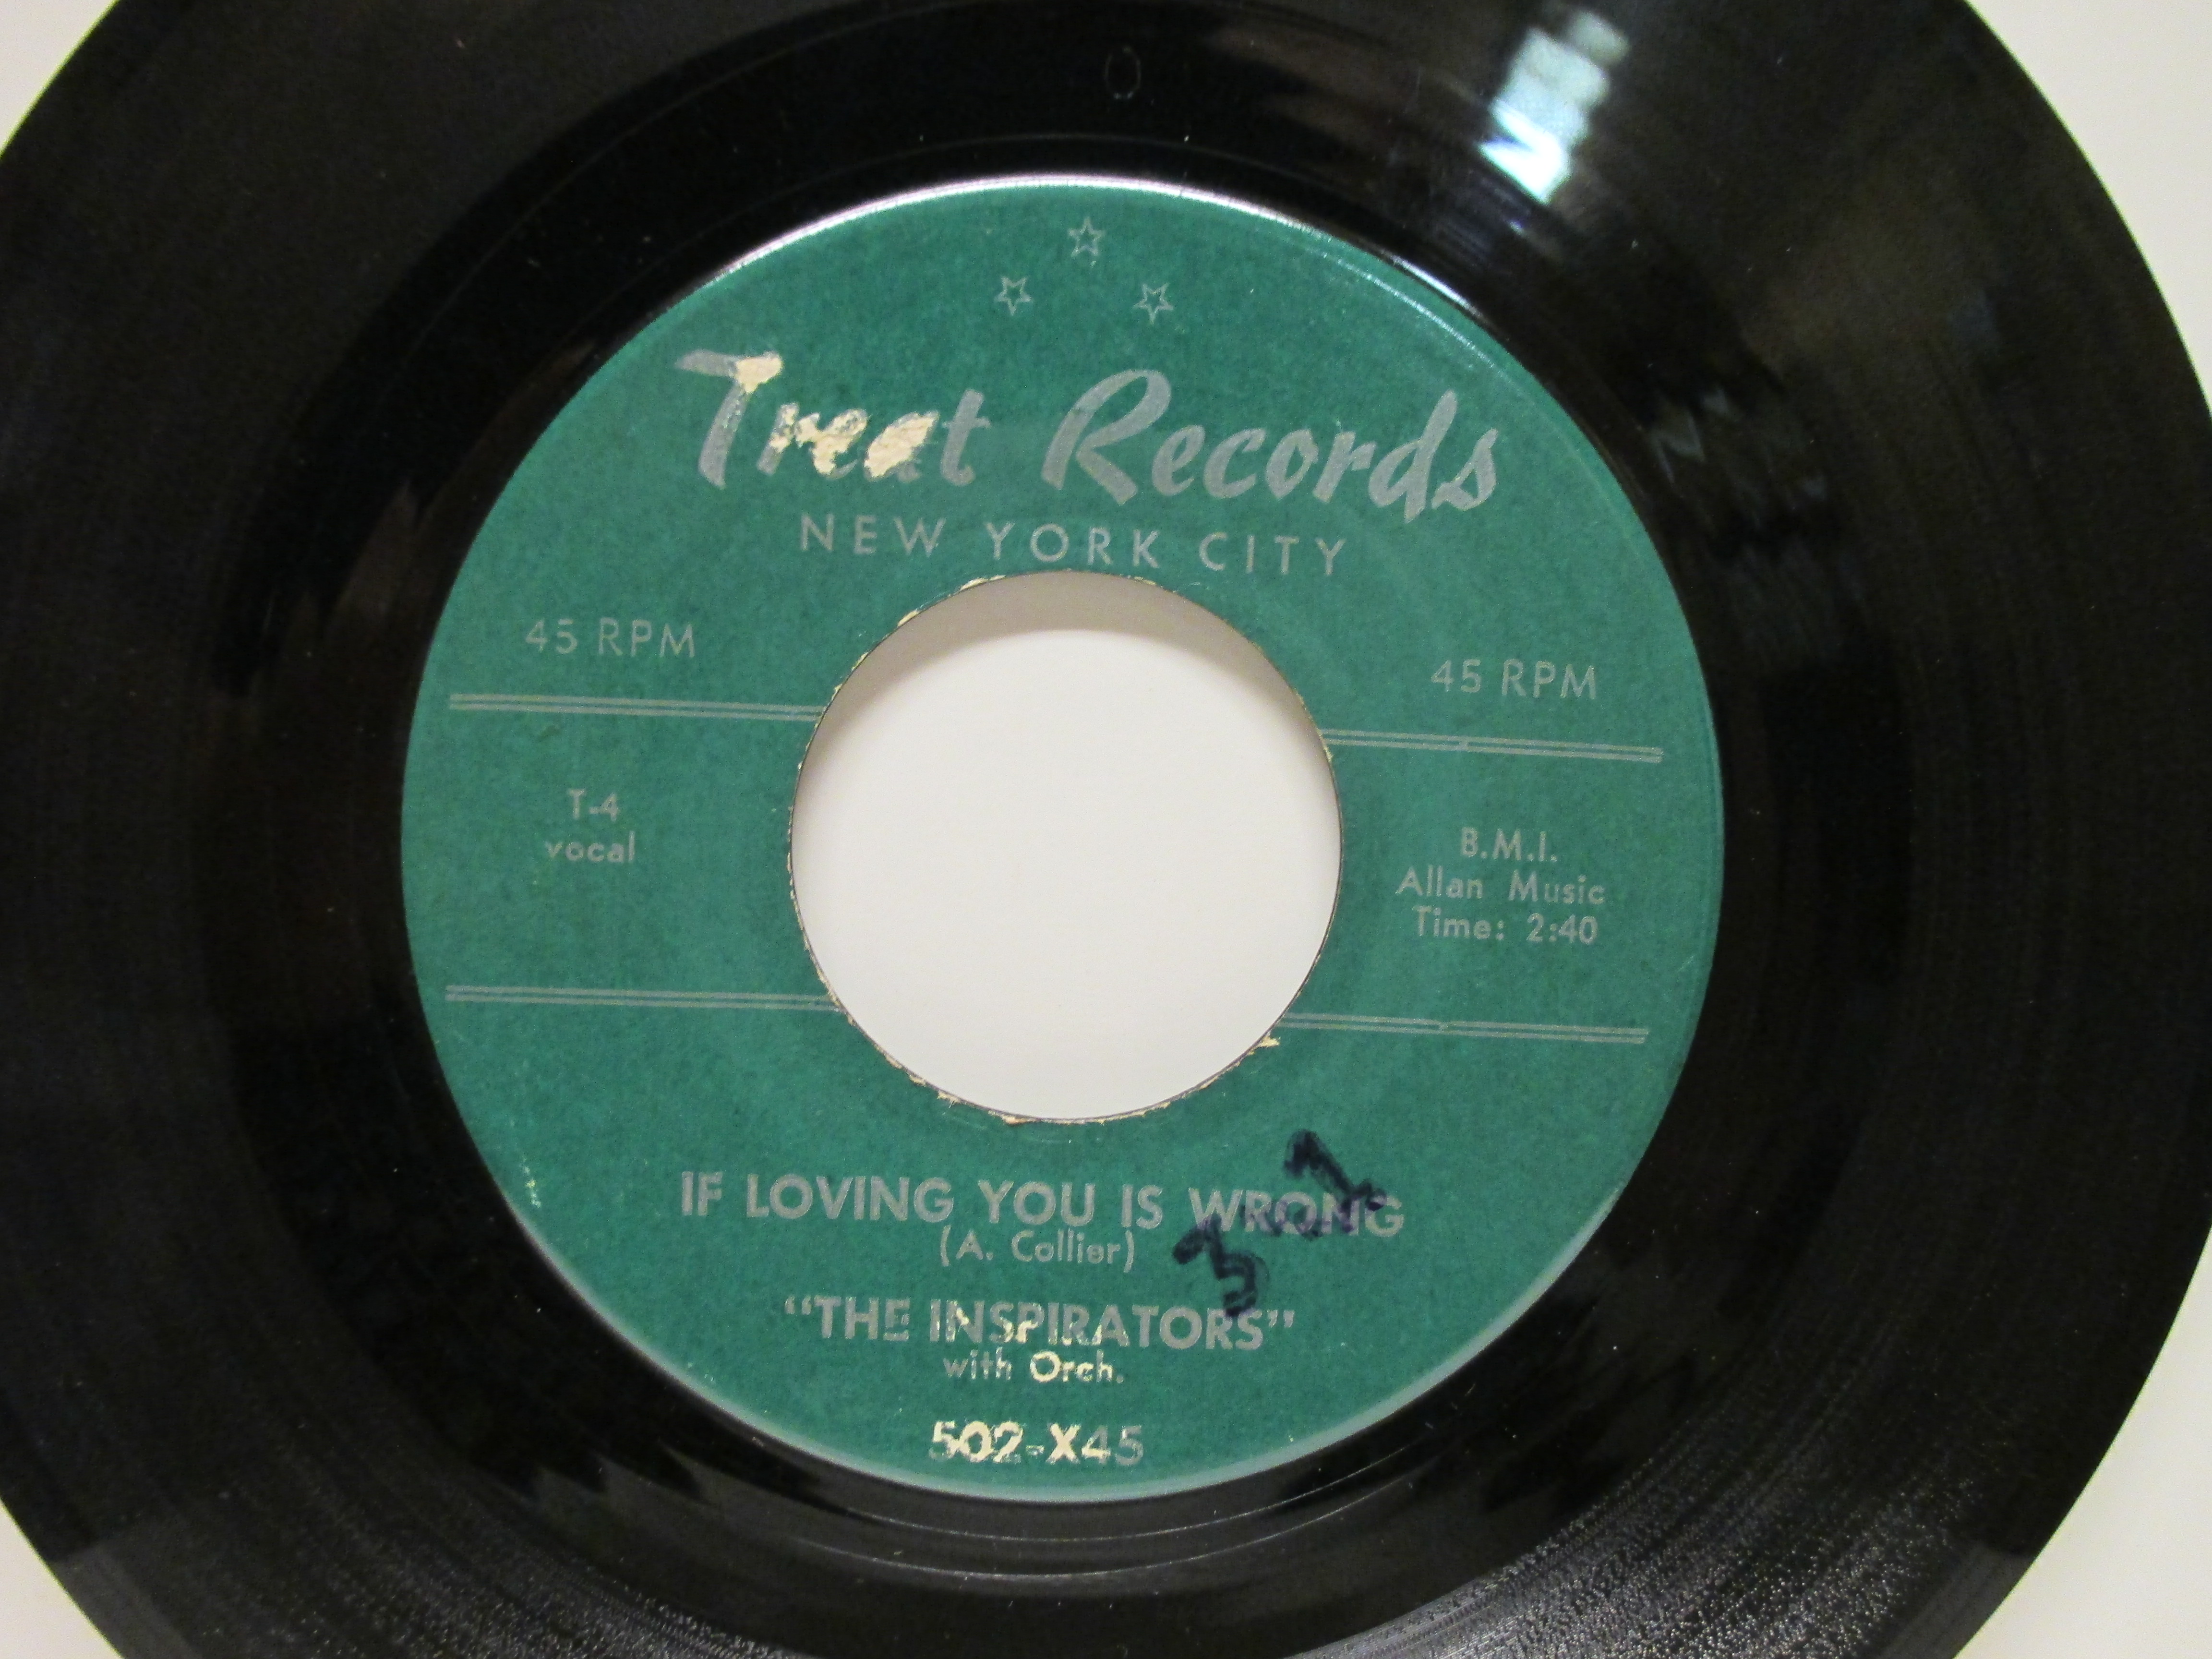 Treat Records
NEW YORK CITY
45 RPM
45 RPM
T-4
vocal
B.M.I.
Allan Music
Time: 2:40
IF LOVING YOU IS WRONG
(A. Collier)
"THE INSPIRATORS"
with Orch.
502-X45